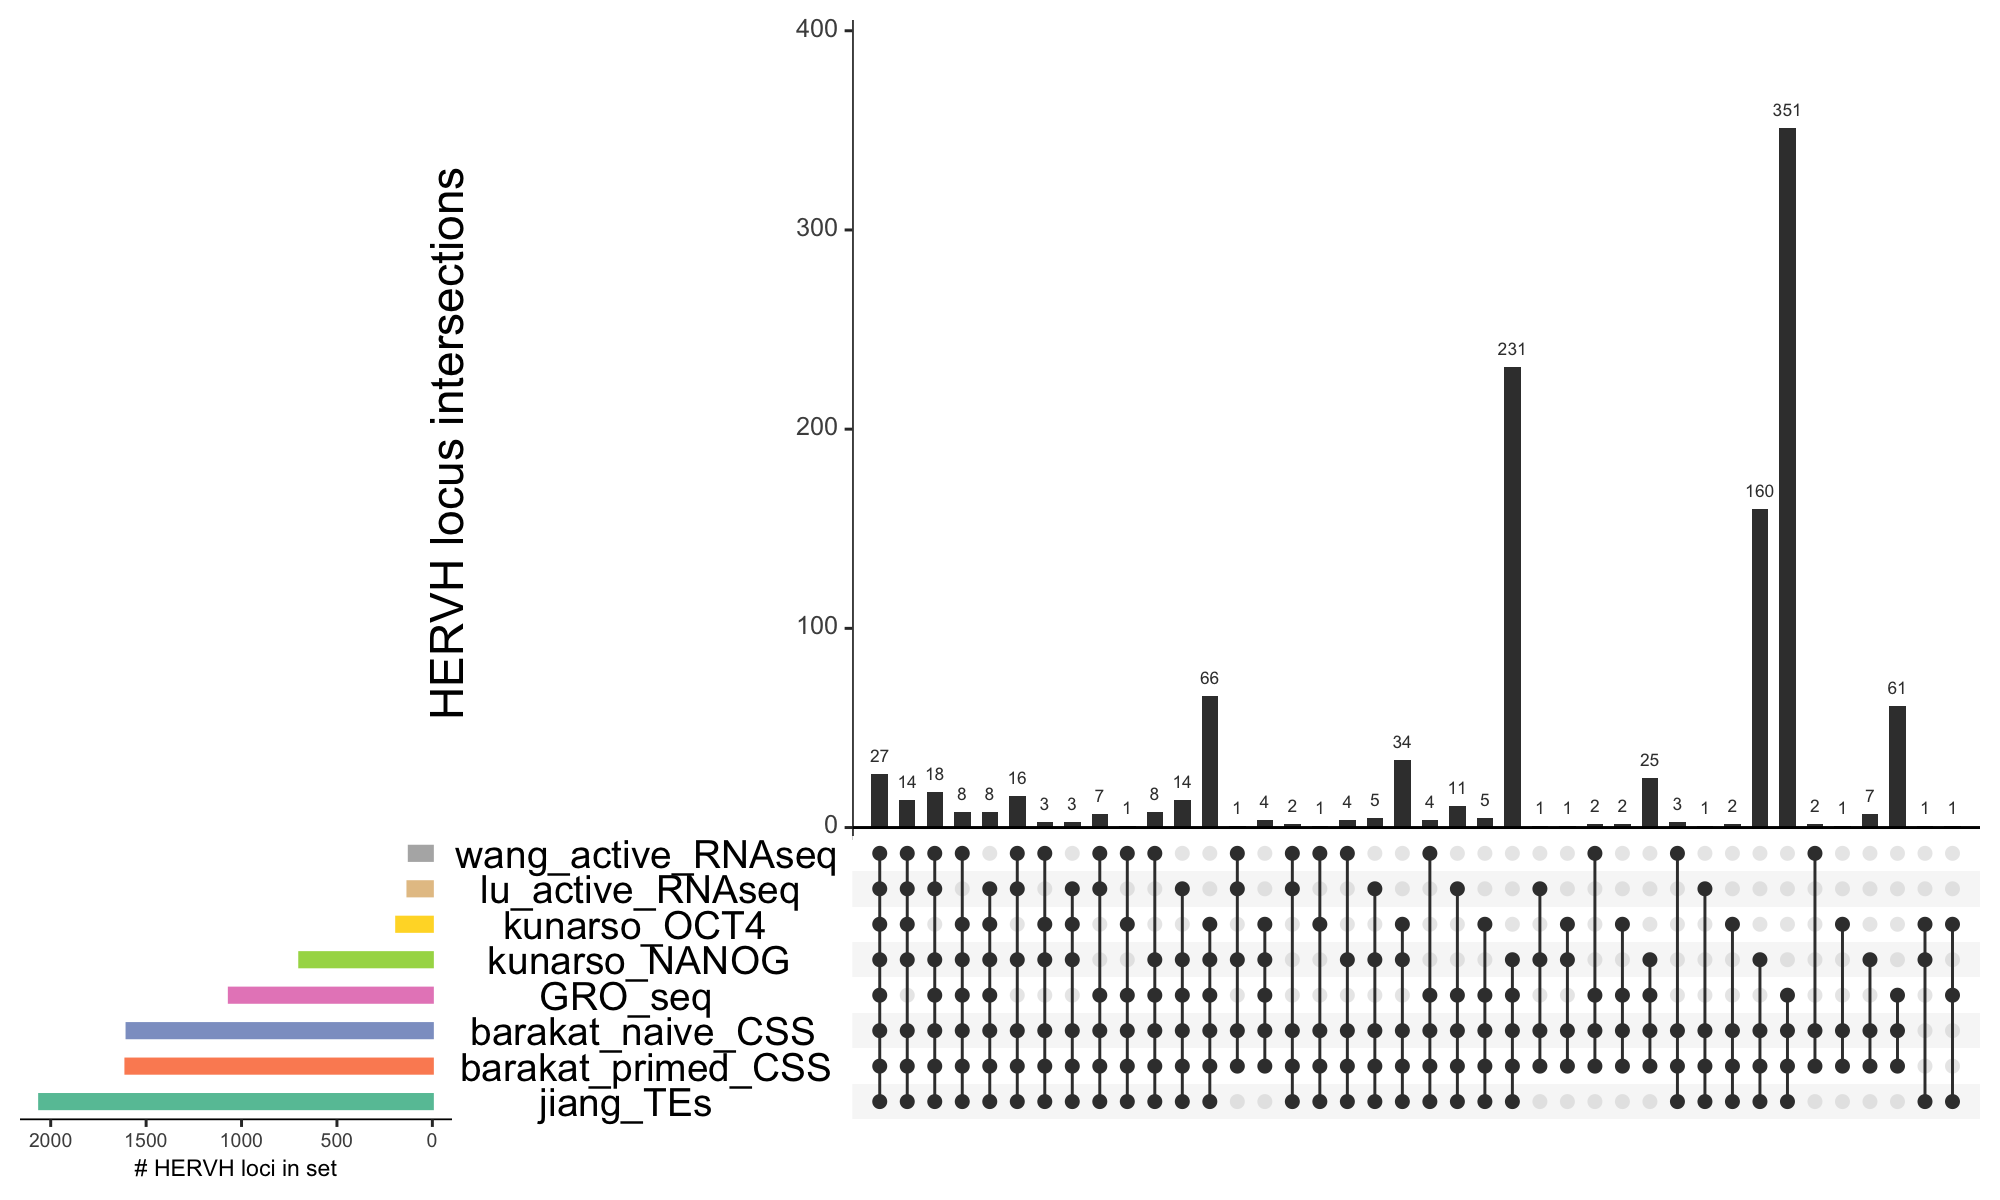 HERVH locus intersections
400
300
200
100
0
27 14 18 8 8 16 3 3 7 1 8 14 66 1 4 2 1 4 5 34 4 11 5 231 1 1 2 2 25 3 1 2 160 351 2 1 7 61 1 1
wang_active_RNAseq
lu_active_RNAseq
kunarso_OCT4
kunarso_NANOG
GRO_seq
barakat_naive_CSS
barakat_primed_CSS
jiang_TEs
2000 1500 1000 500 0
# HERVH loci in set